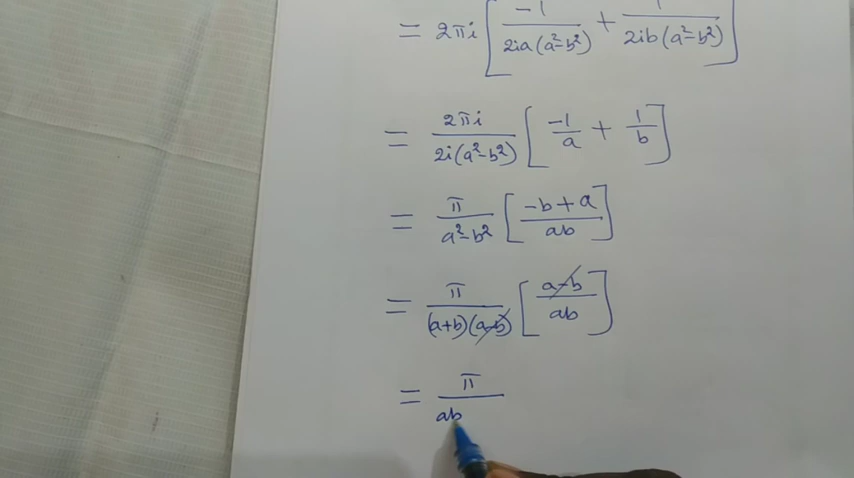 = 2πi [ -1/2ia(a²-b²) + 1/2ib(a²-b²) ]
= 2πi/2i(a²-b²) [ -1/a + 1/b ]
= π/a²-b² [ -b+a/ab ]
= π/(a+b)(a-b) [ a-b/ab ]
= π/ab